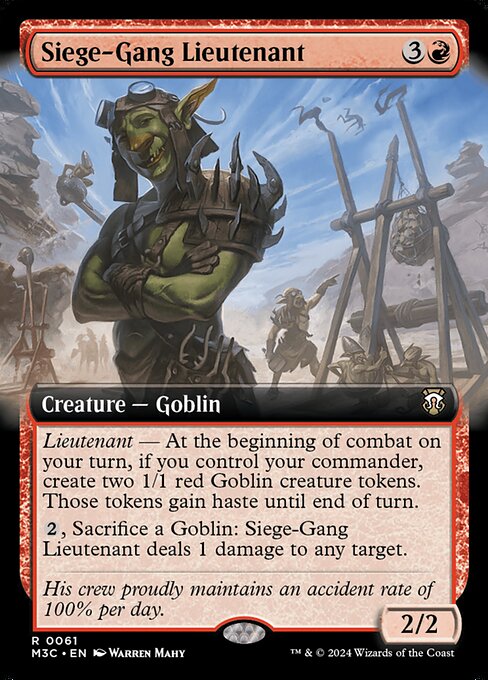 Siege-Gang Lieutenant 3
Creature — Goblin
Lieutenant — At the beginning of combat on
your turn, if you control your commander,
create two 1/1 red Goblin creature tokens.
Those tokens gain haste until end of turn.
2, Sacrifice a Goblin: Siege-Gang
Lieutenant deals 1 damage to any target.
His crew proudly maintains an accident rate of
100% per day.
2/2
R 0061
M3C • EN Warren Mahy
™ & © 2024 Wizards of the Coast